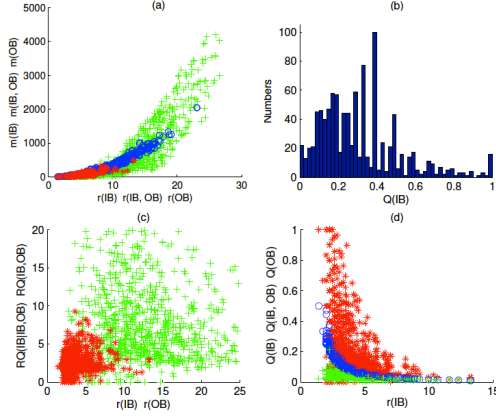 (a)
m(IB) m(IB, OB) m(OB)
5000
4000
3000
2000
1000
0
0 10 20 30
r(IB) r(IB, OB) r(OB)
(b)
Numbers
100
80
60
40
20
0
0 0.2 0.4 0.6 0.8 1
Q(IB)
(c)
RQ(IB|IB,OB) RQ(IB,OB)
20
15
10
5
0
0 5 10 15 20 25
r(IB) r(OB)
(d)
Q(IB) Q(IB, OB) Q(OB)
1
0.8
0.6
0.4
0.2
0
0 5 10 15
r(IB)